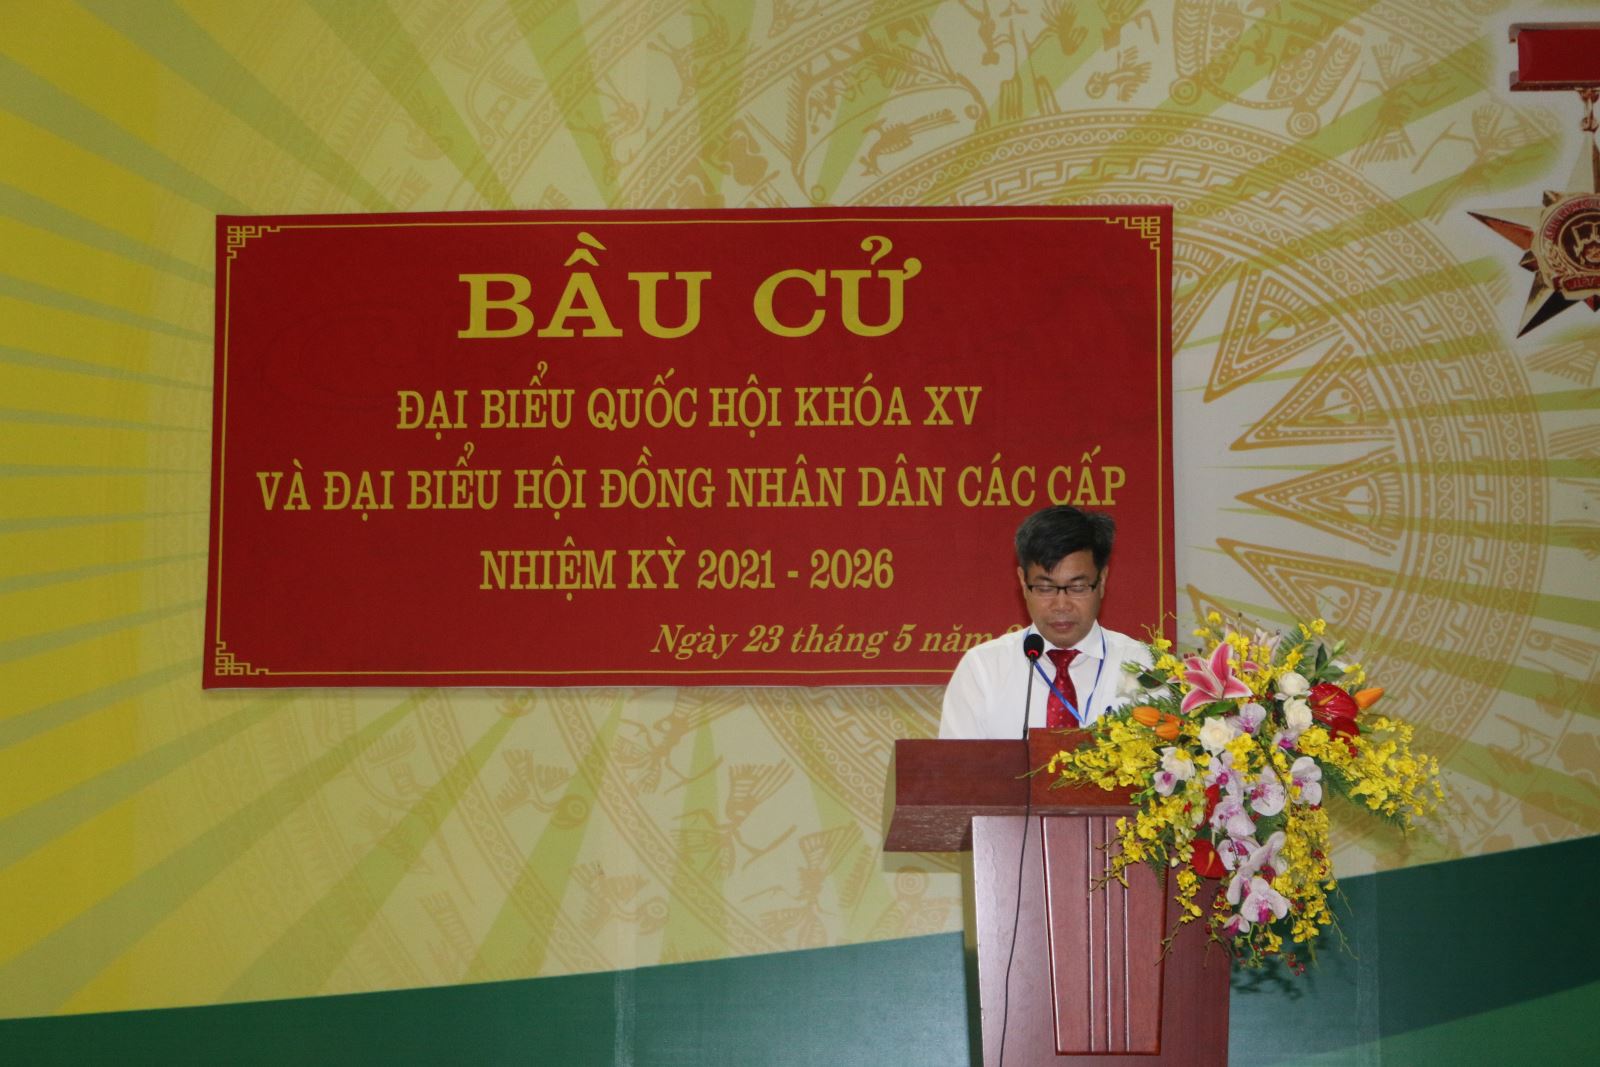 BẦU CỬ
ĐẠI BIỂU QUỐC HỘI KHÓA XV
VÀ ĐẠI BIỂU HỘI ĐỒNG NHÂN DÂN CÁC CẤP
NHIỆM KỲ 2021 - 2026
Ngày 23 tháng 5 năm